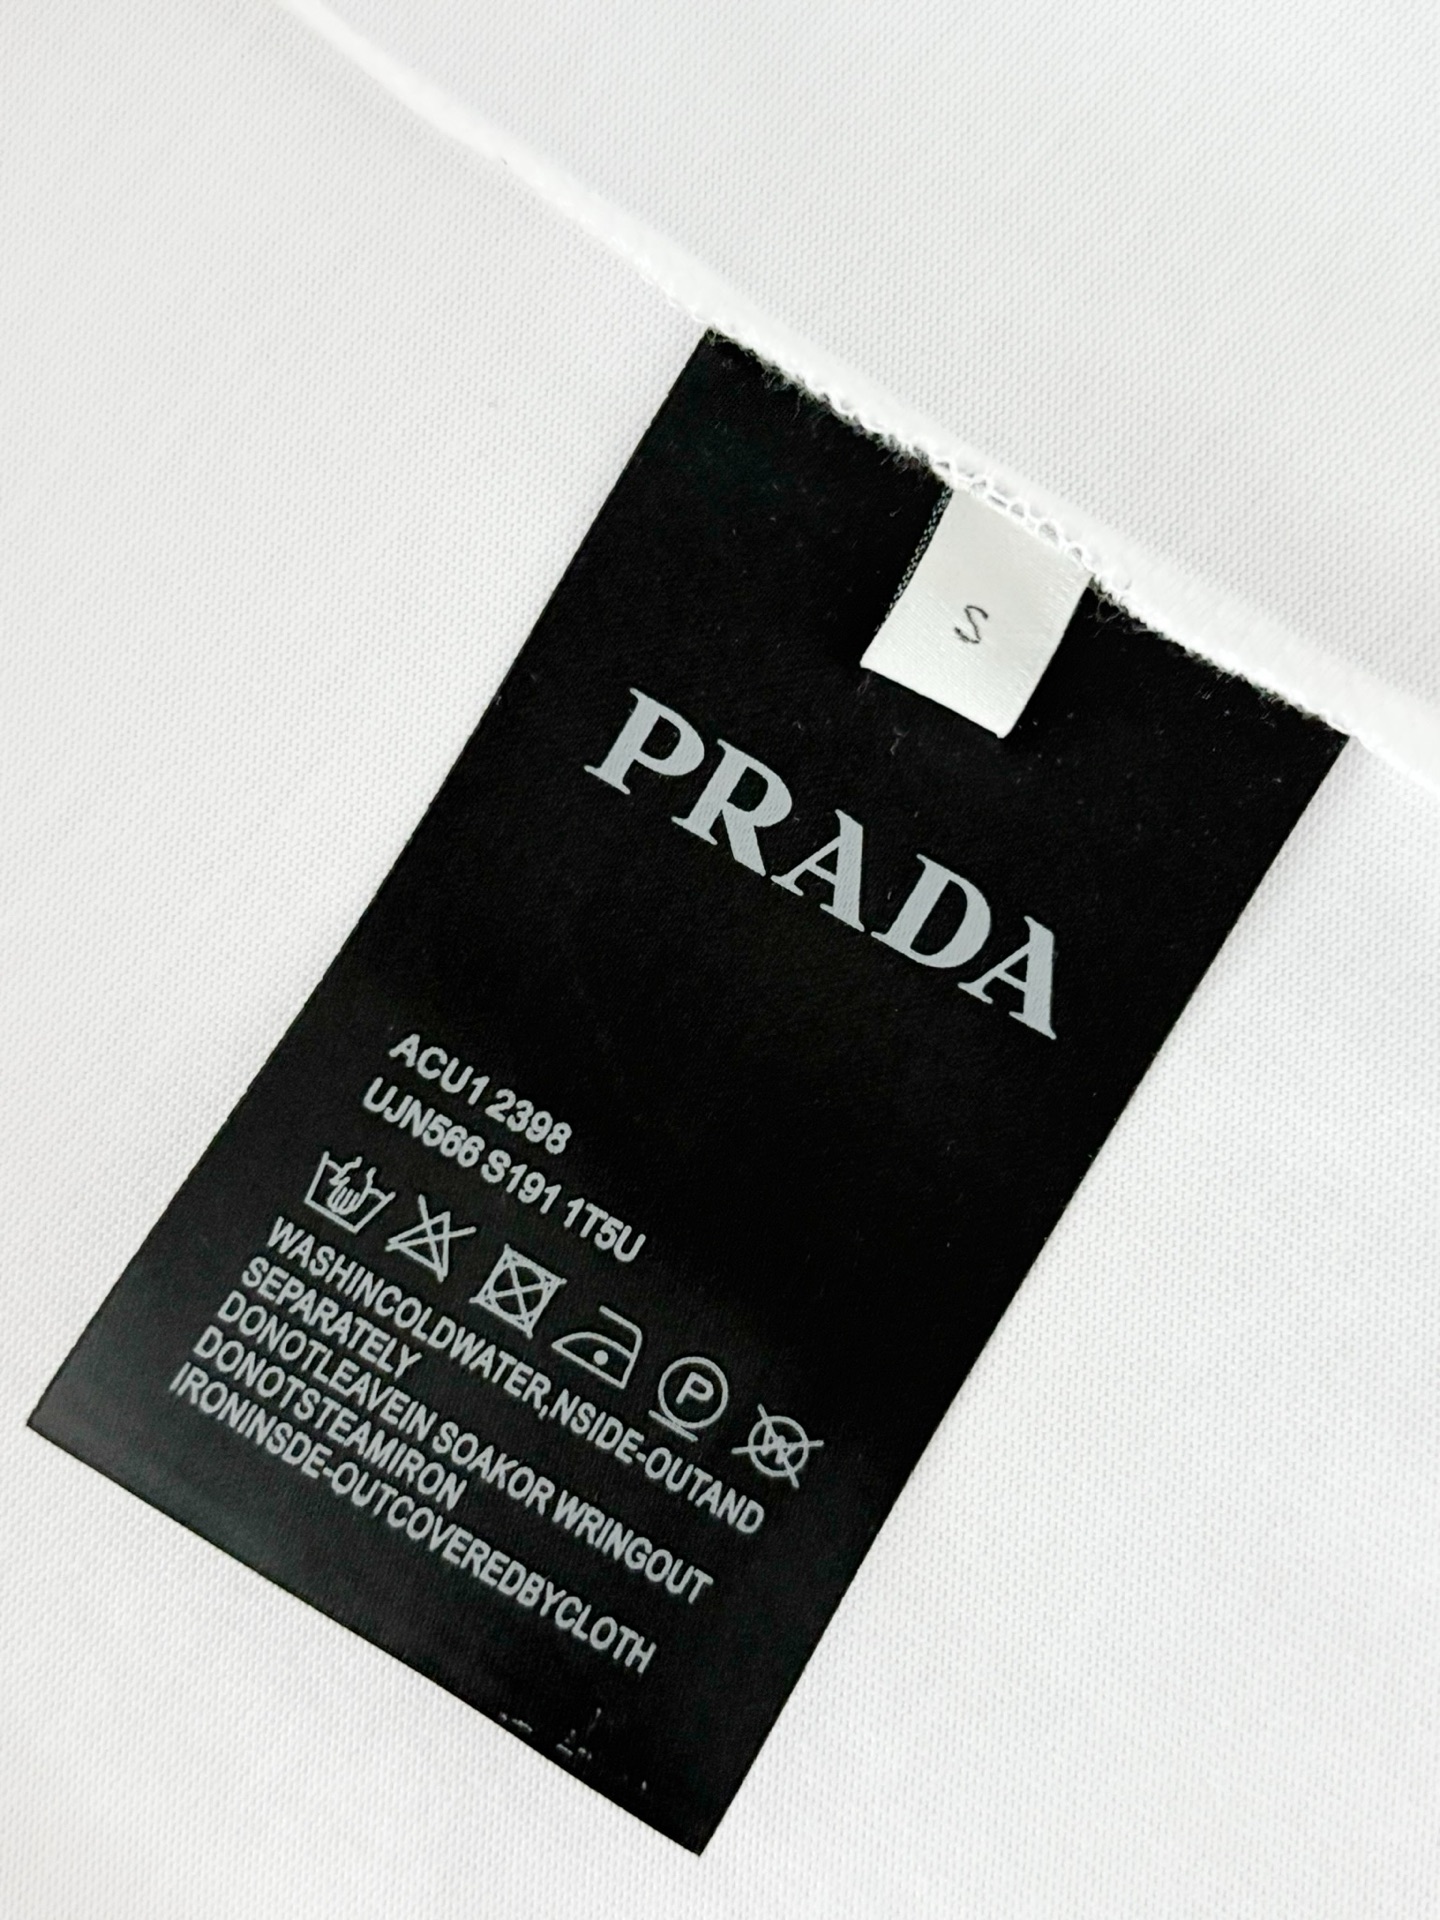 S
PRADA
ACU1 2398
UJN566 S191 1T5U
P
W
WASHINCOLDWATER,NSIDE-OUTAND
SEPARATELY
DONOTLEAVEIN SOAKOR WRINGOUT
DONOTSTEAMIRON
IRONINSDE-OUTCOVEREDBYCLOTH